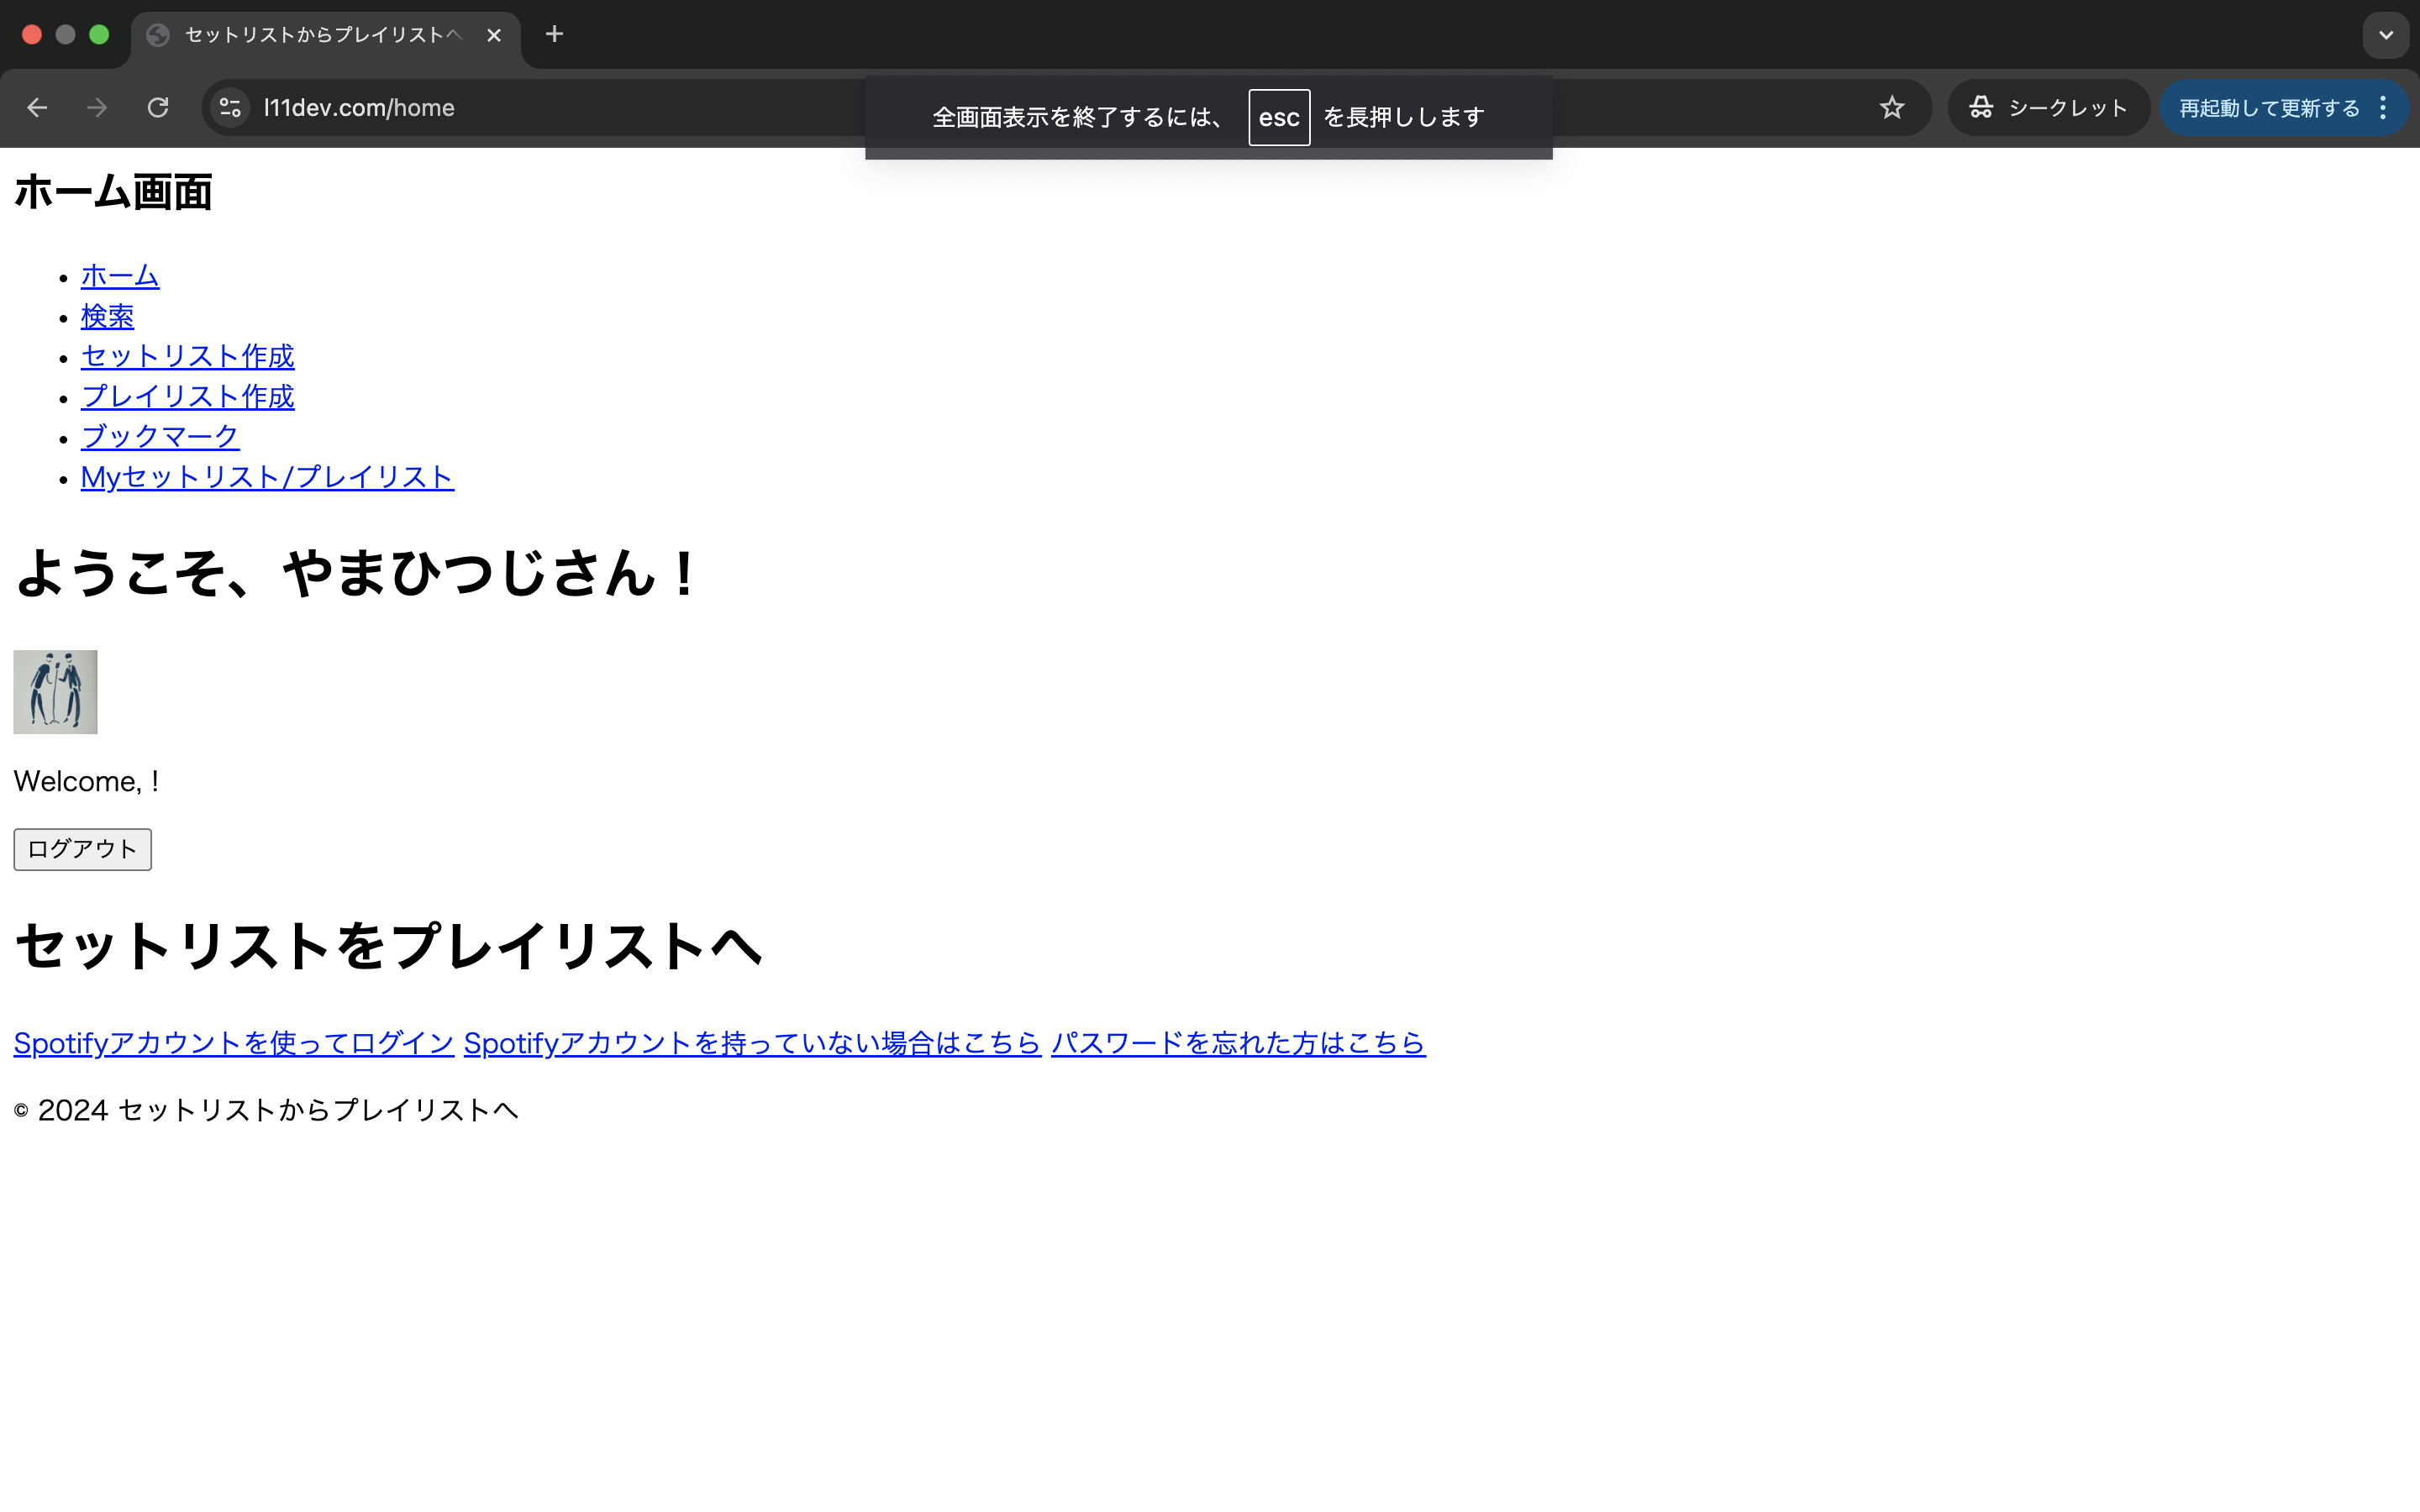 セットリストからプレイリストへ
l11dev.com/home
全画面表示を終了するには、 esc を長押しします
シークレット
再起動して更新する
ホーム画面
ホーム
検索
セットリスト作成
プレイリスト作成
ブックマーク
Myセットリスト/プレイリスト
ようこそ、やまひつじさん！
Welcome, !
ログアウト
セットリストをプレイリストへ
Spotifyアカウントを使ってログイン Spotifyアカウントを持っていない場合はこちら パスワードを忘れた方はこちら
© 2024 セットリストからプレイリストへ